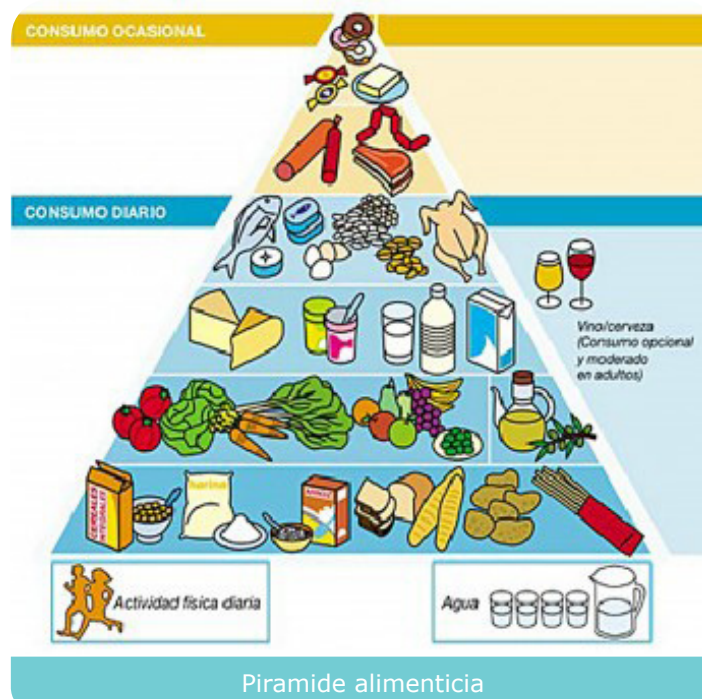 CONSUMO OCASIONAL
CONSUMO DIARIO
Vino/cerveza
(Consumo opcional
y moderado
en adultos)
harina
CEREALES
INTEGRALES
ARROZ
Actividad física diaria
Agua
Piramide alimenticia